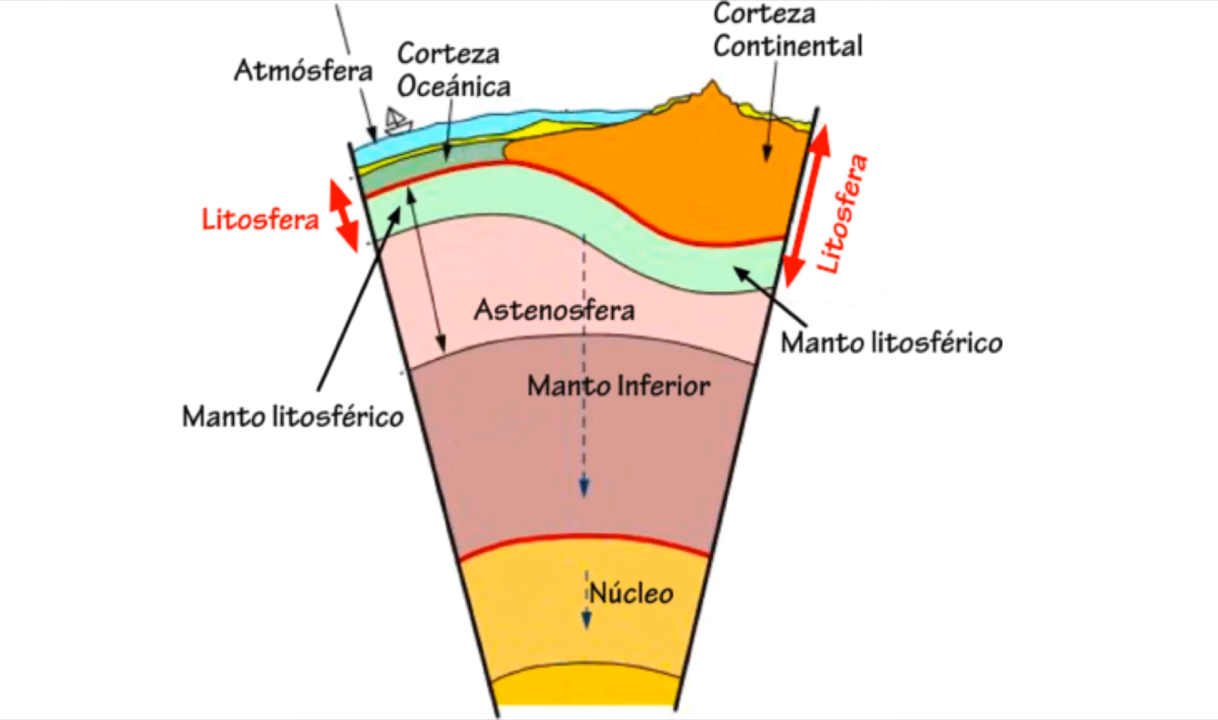 Corteza
Continental
Corteza
Oceánica
Atmósfera
Litosfera
Litosfera
Astenosfera
Manto litosférico
Manto Inferior
Manto litosférico
Núcleo